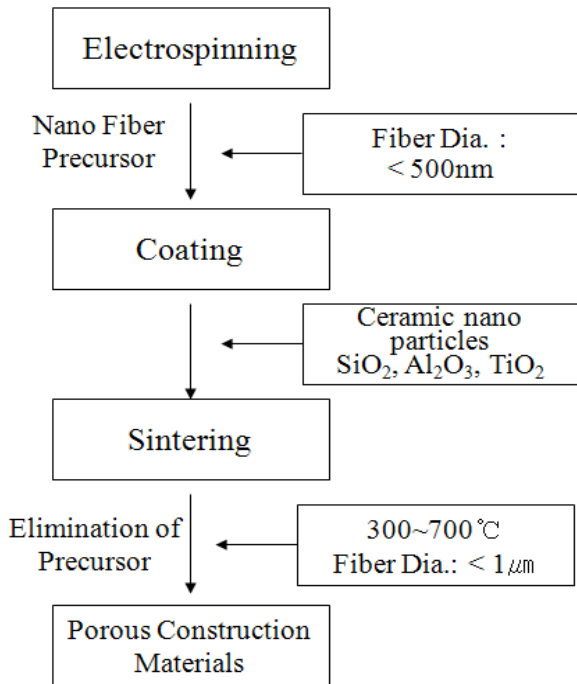 Electrospinning
Nano Fiber
Precursor
Fiber Dia. :
< 500nm
Coating
Ceramic nano
particles
SiO₂, Al₂O₃, TiO₂
Sintering
Elimination of
Precursor
300~700℃
Fiber Dia.: < 1㎛
Porous Construction
Materials